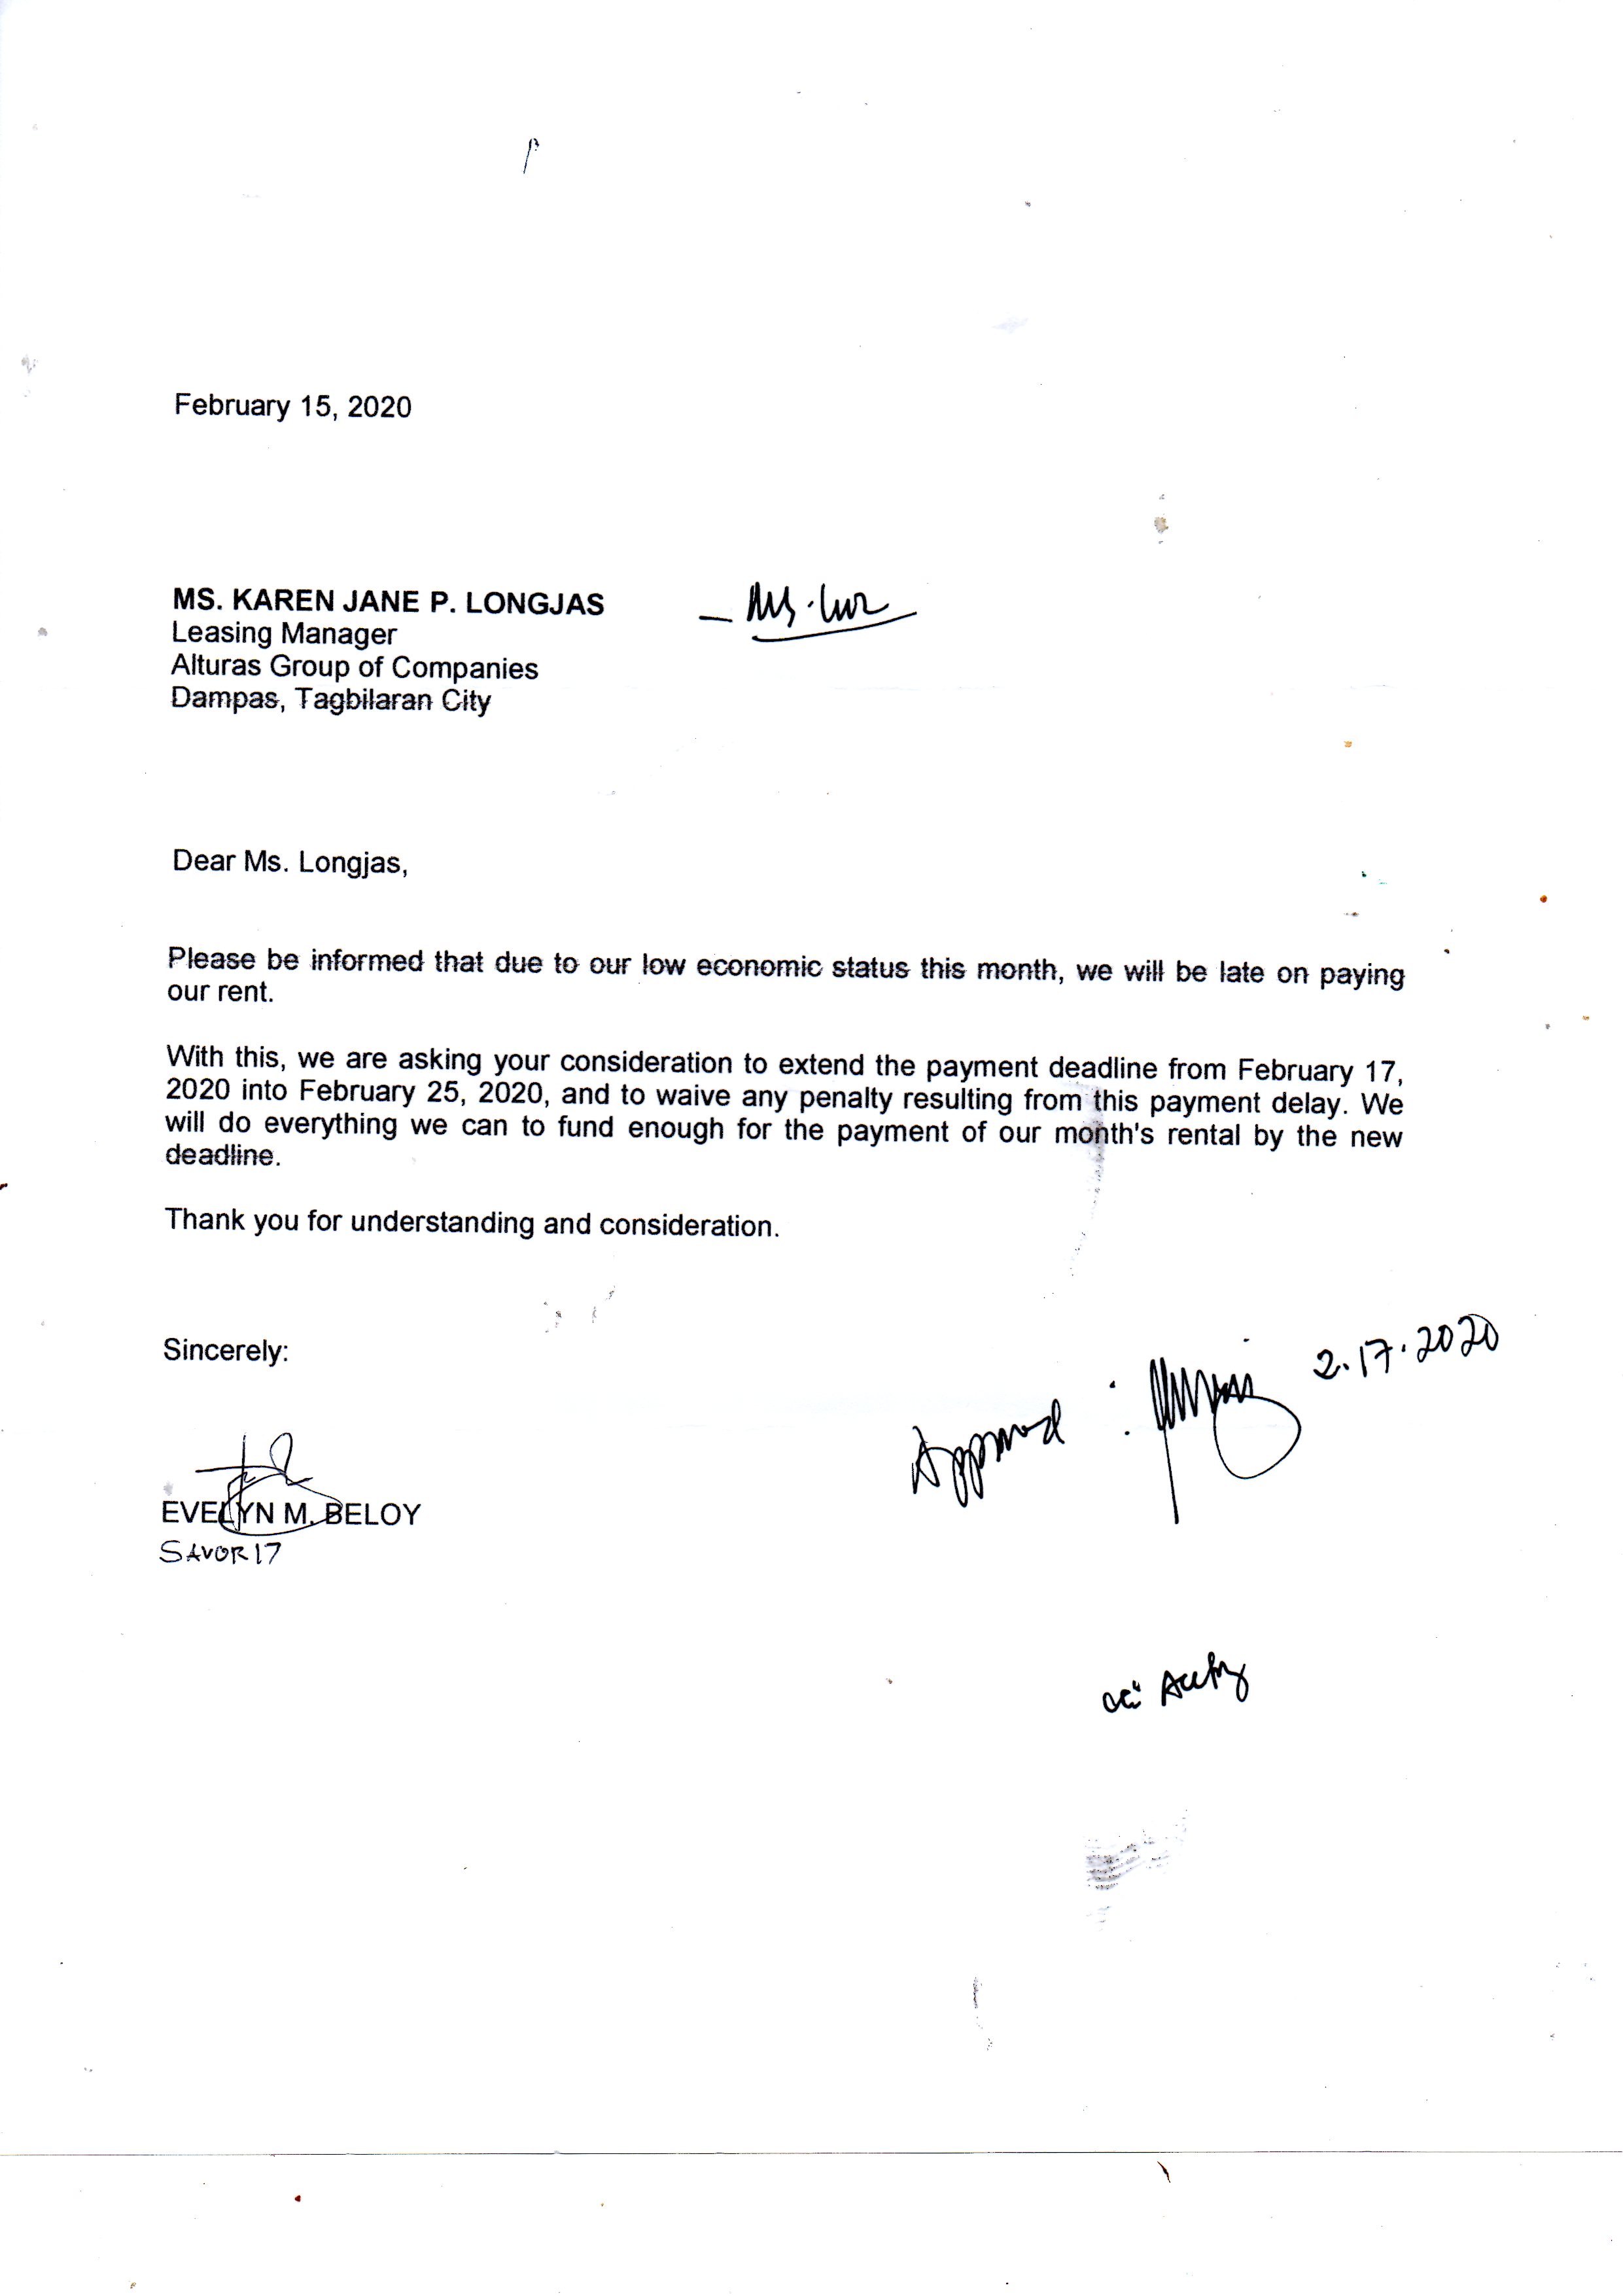 February 15, 2020
MS. KAREN JANE P. LONGJAS
Leasing Manager
Alturas Group of Companies
Dampas, Tagbilaran City
Dear Ms. Longjas,
Please be informed that due to our low economic status this month, we will be late on paying
our rent.
With this, we are asking your consideration to extend the payment deadline from February 17,
2020 into February 25, 2020, and to waive any penalty resulting from this payment delay. We
will do everything we can to fund enough for the payment of our month's rental by the new
deadline.
Thank you for understanding and consideration.
Sincerely:
Approved : 2.17.2020
EVELYN M. BELOY
SAVOR17
cc: